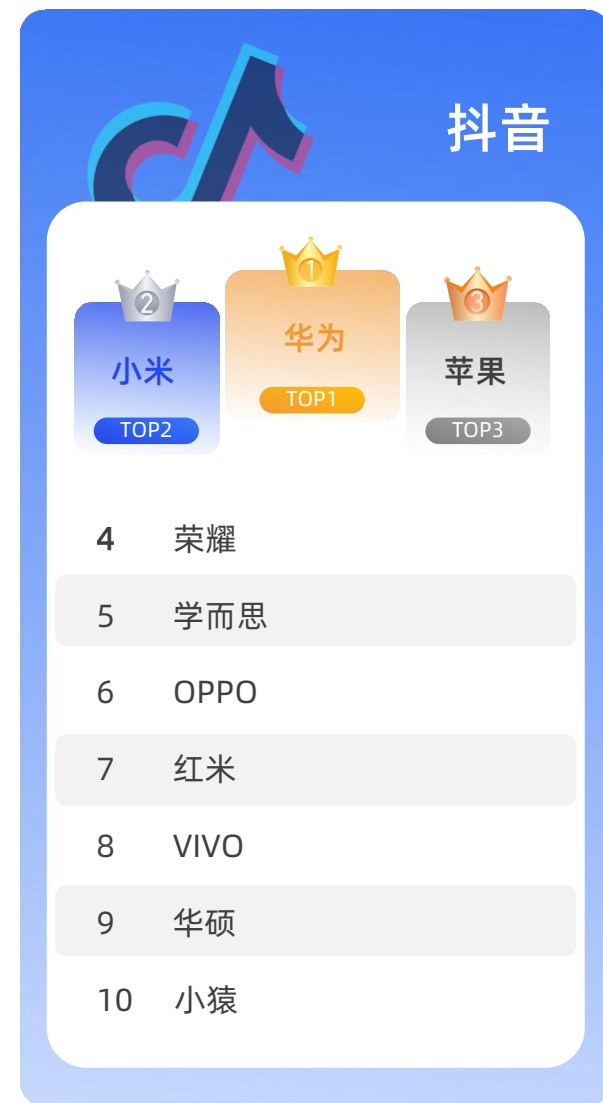 抖音
1
华为
TOP1
2
小米
TOP2
3
苹果
TOP3
4 荣耀
5 学而思
6 OPPO
7 红米
8 VIVO
9 华硕
10 小猿